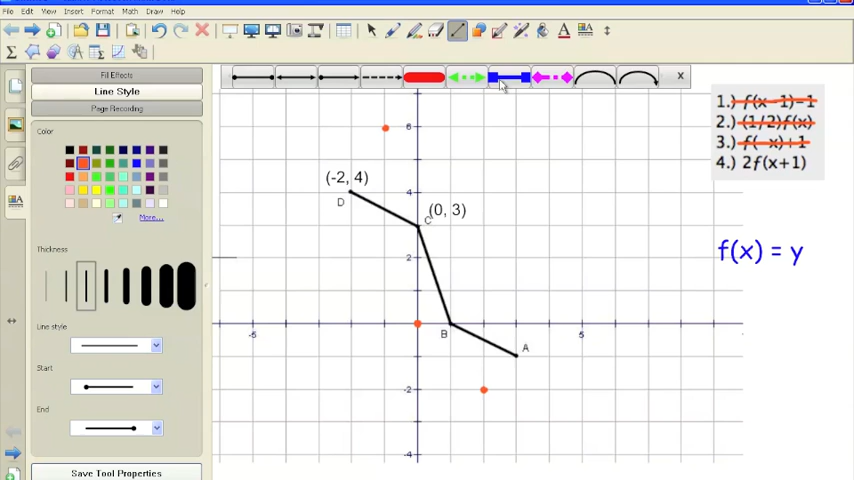 File Edit View Insert Format Math Draw Help
Fill Effects
Line Style
Page Recording
Color
More...
Thickness
Line style
Start
End
Save Tool Properties
x
1.) f(x-1)-1
2.) (1/2)f(x)
3.) f(-x)+1
4.) 2f(x+1)
f(x) = y
6
(-2, 4)
4
D
(0, 3)
C
2
-5
B
A
5
-2
-4